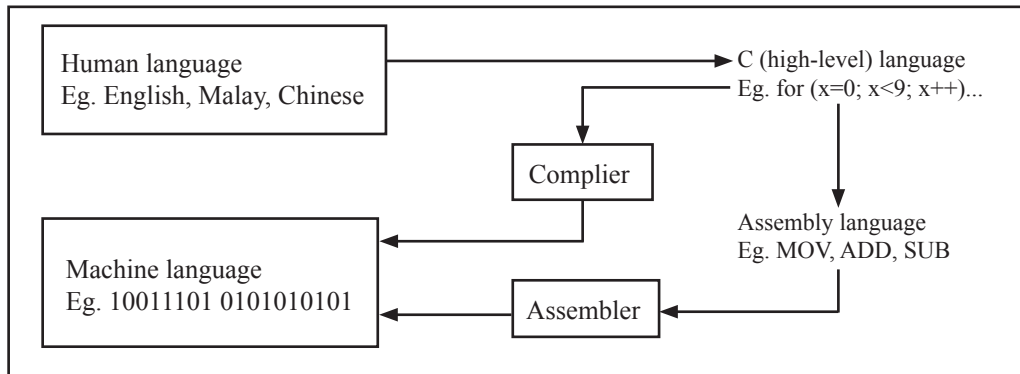 Human language
Eg. English, Malay, Chinese
C (high-level) language
Eg. for (x=0; x<9; x++)...
Complier
Assembly language
Eg. MOV, ADD, SUB
Machine language
Eg. 10011101 0101010101
Assembler